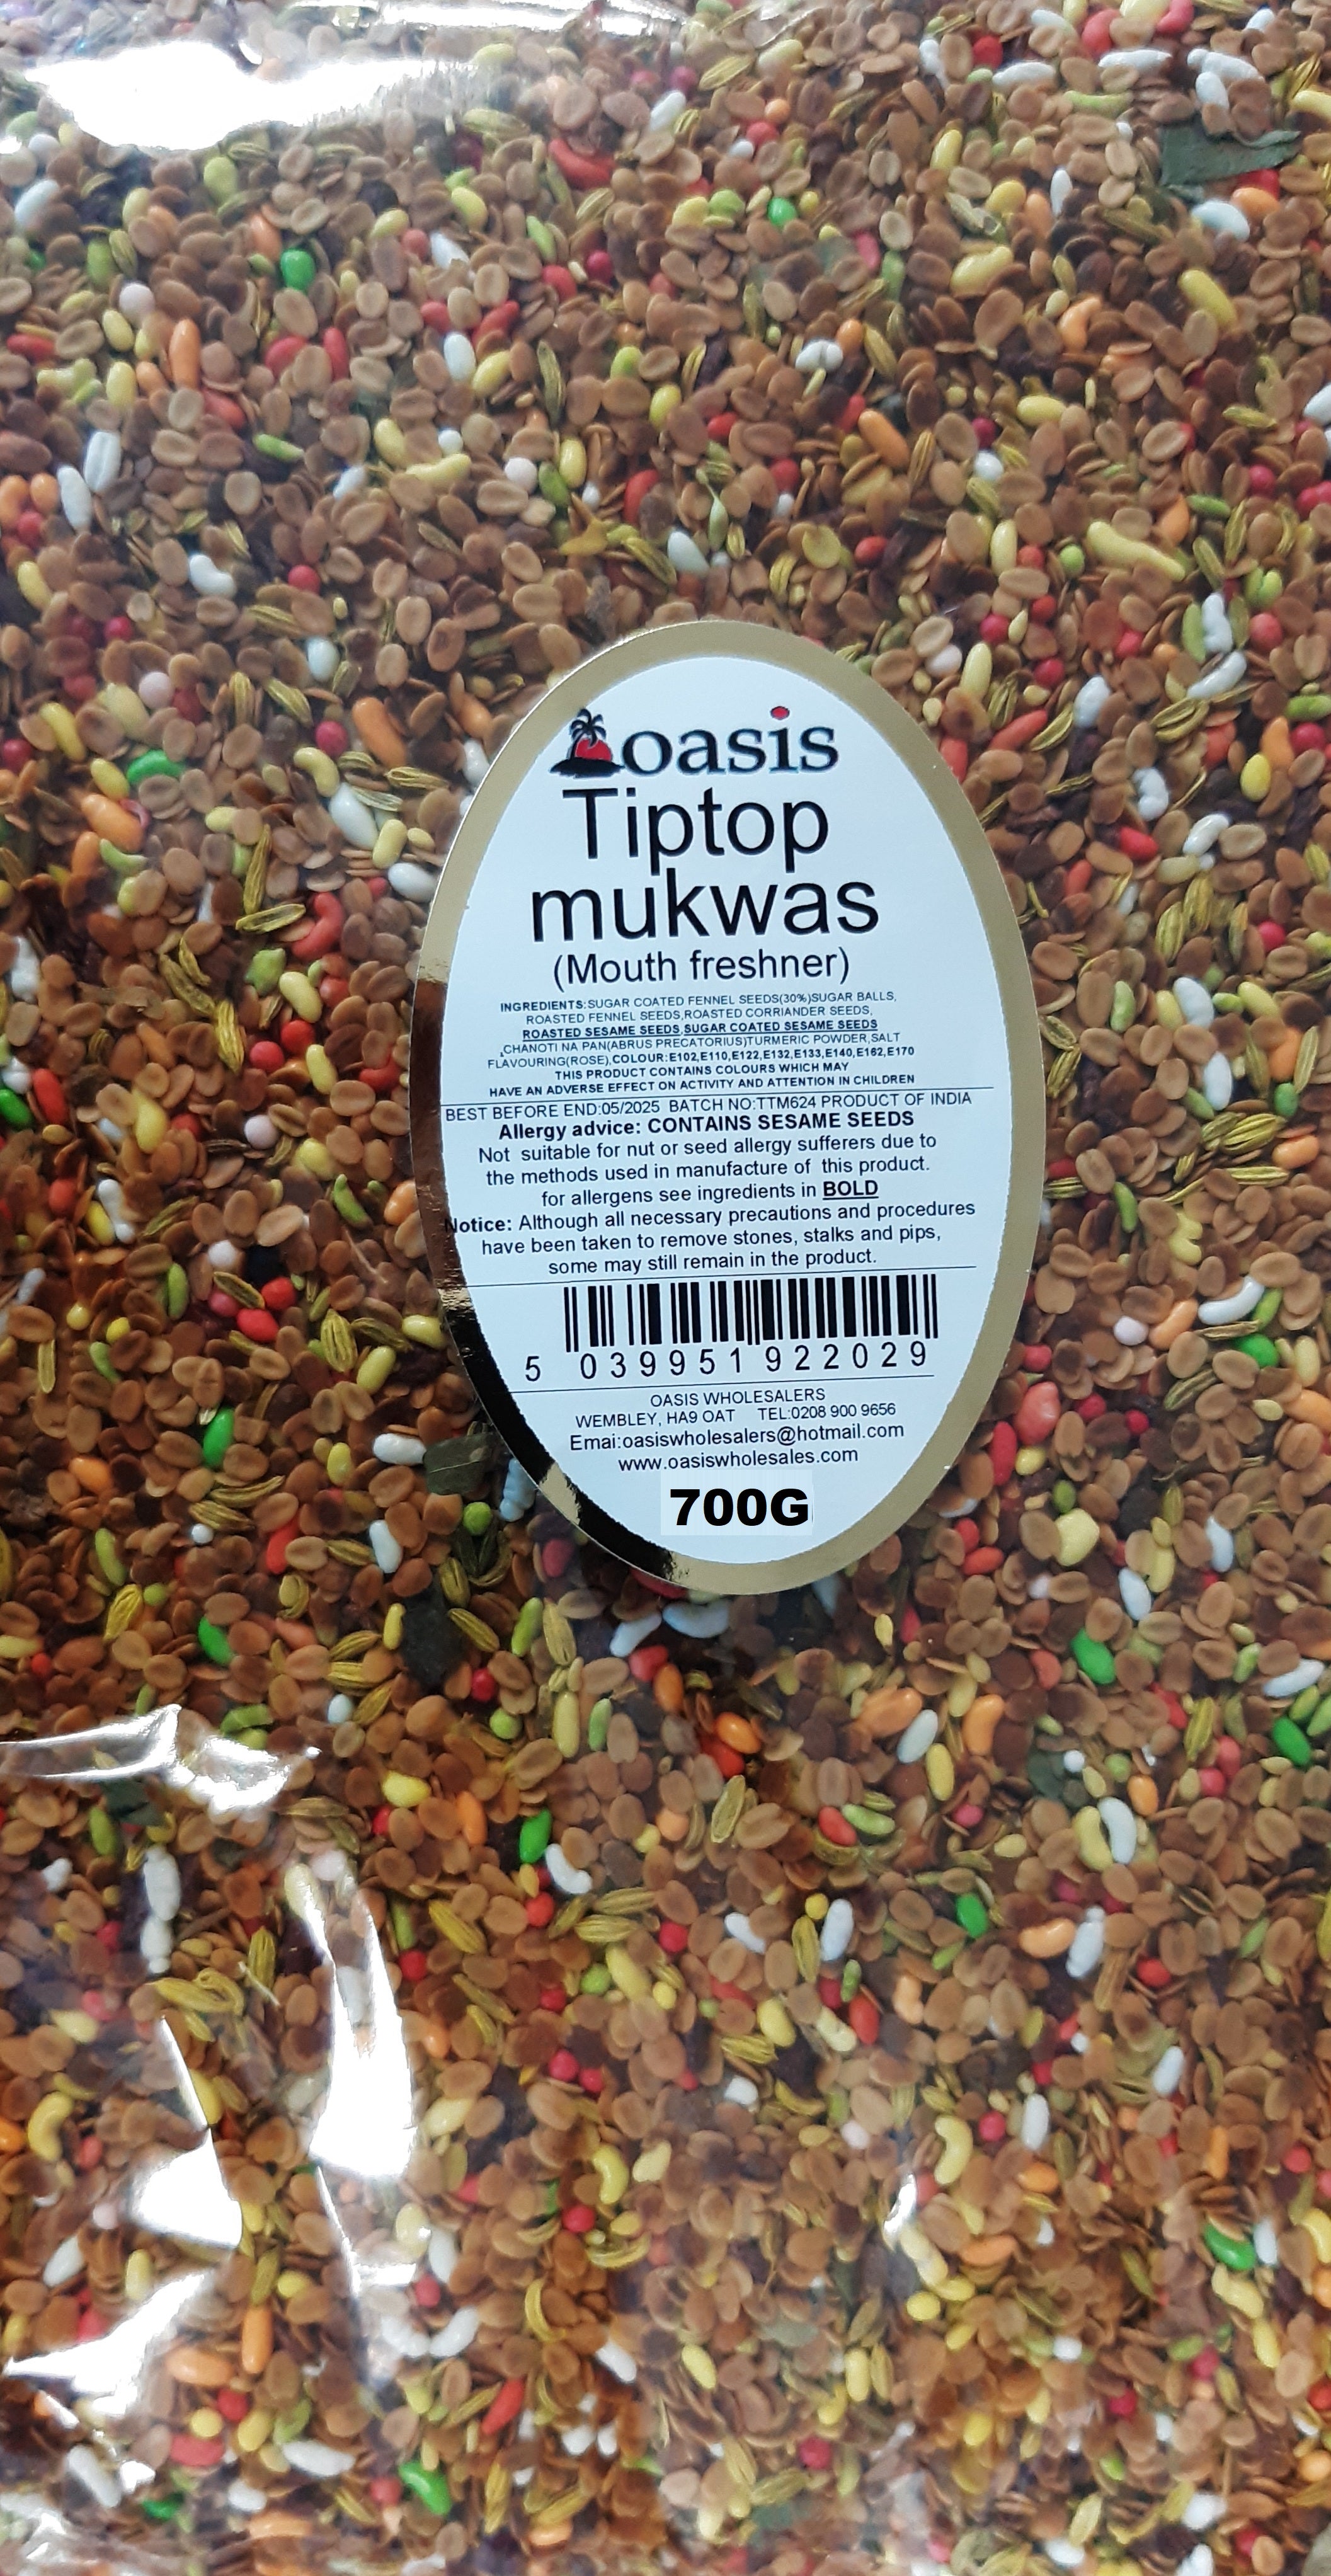 oasis
Tiptop
mukwas
(Mouth freshner)
INGREDIENTS:SUGAR COATED FENNEL SEEDS(30%)SUGAR BALLS,
ROASTED FENNEL SEEDS,ROASTED CORRIANDER SEEDS,
ROASTED SESAME SEEDS,SUGAR COATED SESAME SEEDS
,CHANOTI NA PAN(ABRUS PRECATORIUS)TURMERIC POWDER,SALT
FLAVOURING(ROSE),COLOUR:E102,E110,E122,E132,E133,E140,E162,E170
THIS PRODUCT CONTAINS COLOURS WHICH MAY
HAVE AN ADVERSE EFFECT ON ACTIVITY AND ATTENTION IN CHILDREN
BEST BEFORE END:05/2025 BATCH NO:TTM624 PRODUCT OF INDIA
Allergy advice: CONTAINS SESAME SEEDS
Not suitable for nut or seed allergy sufferers due to
the methods used in manufacture of this product.
for allergens see ingredients in BOLD
Notice: Although all necessary precautions and procedures
have been taken to remove stones, stalks and pips,
some may still remain in the product.
5 039951 922029
OASIS WHOLESALERS
WEMBLEY, HA9 OAT TEL:0208 900 9656
Emai:oasiswholesalers@hotmail.com
www.oasiswholesales.com
700G